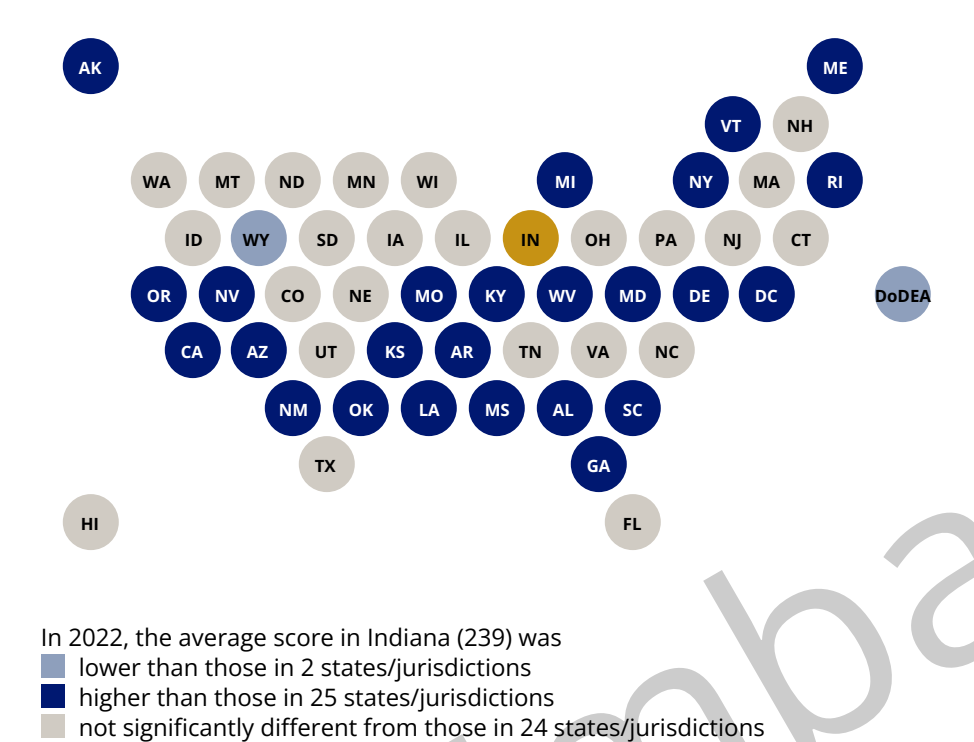 AK ME
VT NH
WA MT ND MN WI MI NY MA RI
ID WY SD IA IL IN OH PA NJ CT
OR NV CO NE MO KY WV MD DE DC DoDEA
CA AZ UT KS AR TN VA NC
NM OK LA MS AL SC
TX GA
HI FL
In 2022, the average score in Indiana (239) was
lower than those in 2 states/jurisdictions
higher than those in 25 states/jurisdictions
not significantly different from those in 24 states/jurisdictions